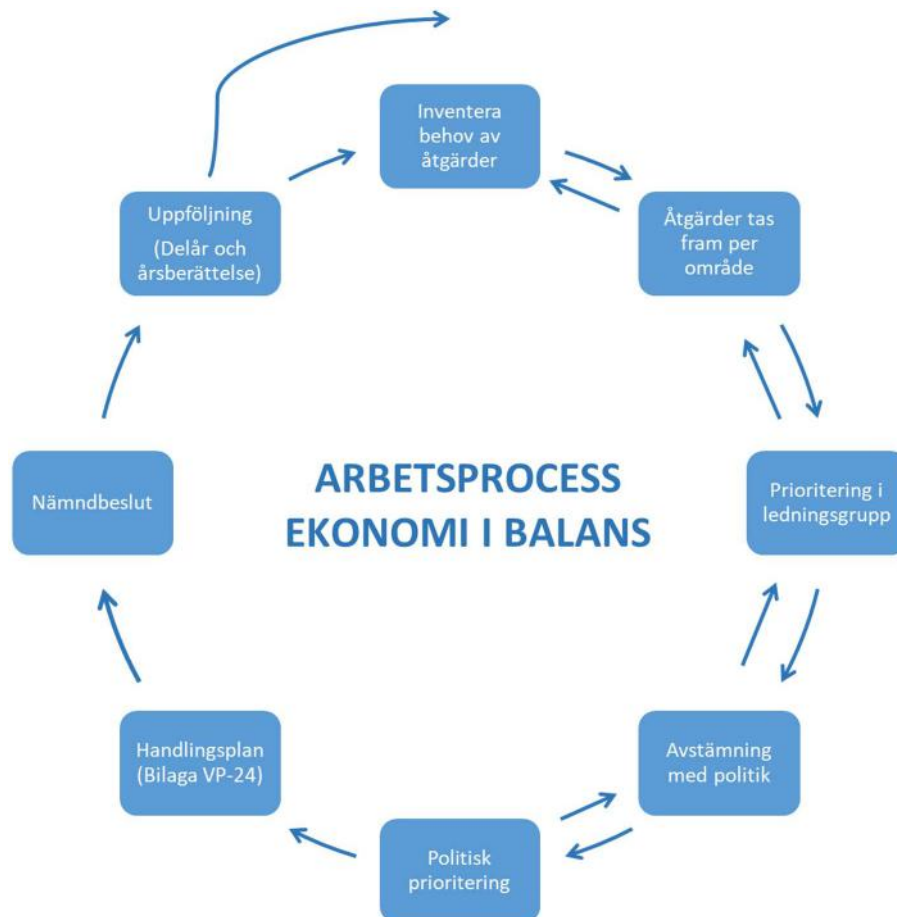 Inventera
behov av
åtgärder
Åtgärder tas
fram per
område
Prioritering i
ledningsgrupp
Avstämning
med politik
Politisk
prioritering
Handlingsplan
(Bilaga VP-24)
Nämndbeslut
Uppföljning
(Delår och
årsberättelse)
ARBETSPROCESS
EKONOMI I BALANS